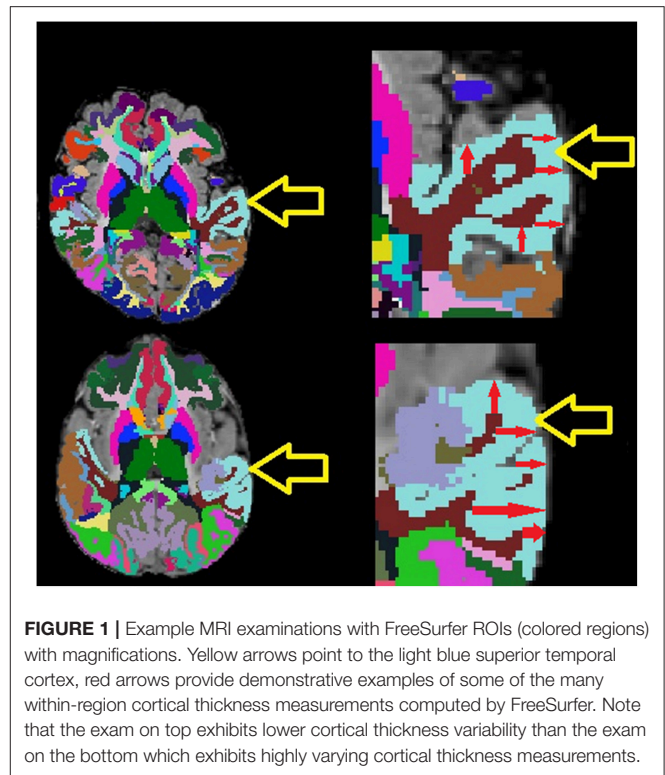 FIGURE 1 | Example MRI examinations with FreeSurfer ROIs (colored regions)
with magnifications. Yellow arrows point to the light blue superior temporal
cortex, red arrows provide demonstrative examples of some of the many
within-region cortical thickness measurements computed by FreeSurfer. Note
that the exam on top exhibits lower cortical thickness variability than the exam
on the bottom which exhibits highly varying cortical thickness measurements.